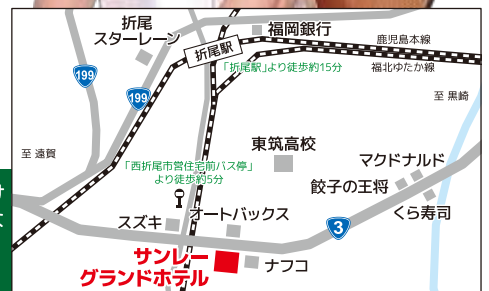 折尾
スターレーン
折尾駅
福岡銀行
鹿児島本線
福北ゆたか線
「折尾駅」より徒歩約15分
199
199
至 黒崎
至 遠賀
東筑高校
「西折尾市営住宅前バス停」
より徒歩約5分
マクドナルド
餃子の王将
くら寿司
スズキ
オートバックス
3
サンレー
グランドホテル
ナフコ